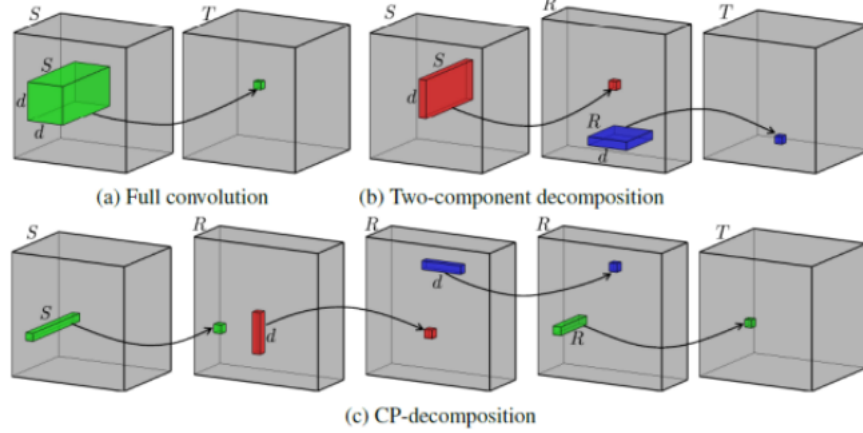 S T S R T
S S
d d R
d d
(a) Full convolution (b) Two-component decomposition
S R R R T
S d d R
(c) CP-decomposition